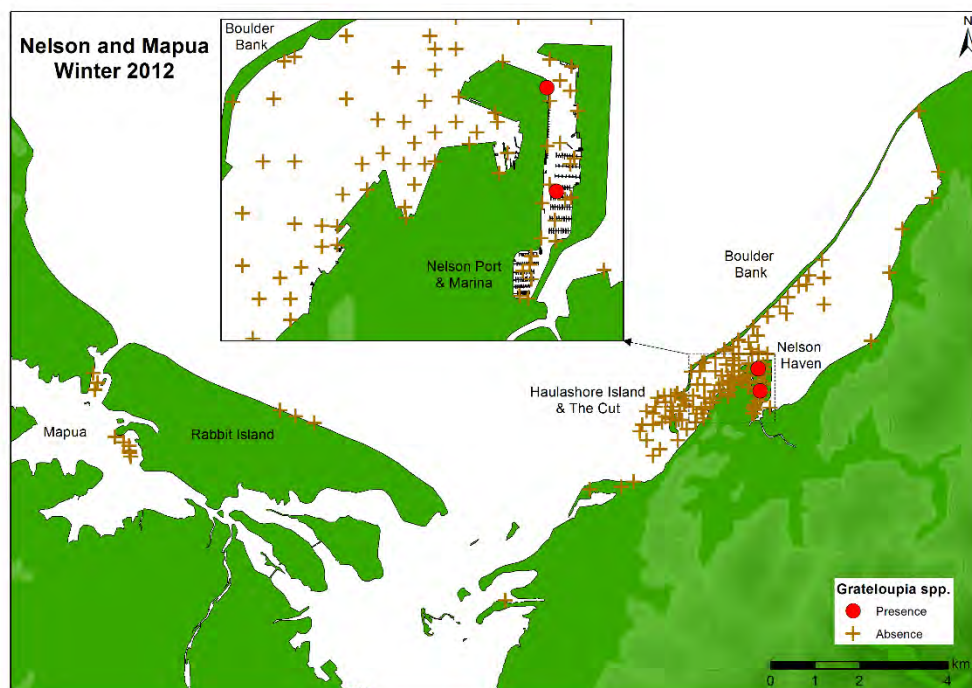 Nelson and Mapua
Winter 2012
Boulder
Bank
Nelson Port
& Marina
N
Boulder
Bank
Nelson
Haven
Haulashore Island
& The Cut
Mapua
Rabbit Island
Grateloupia spp.
Presence
Absence
km
0 1 2 4